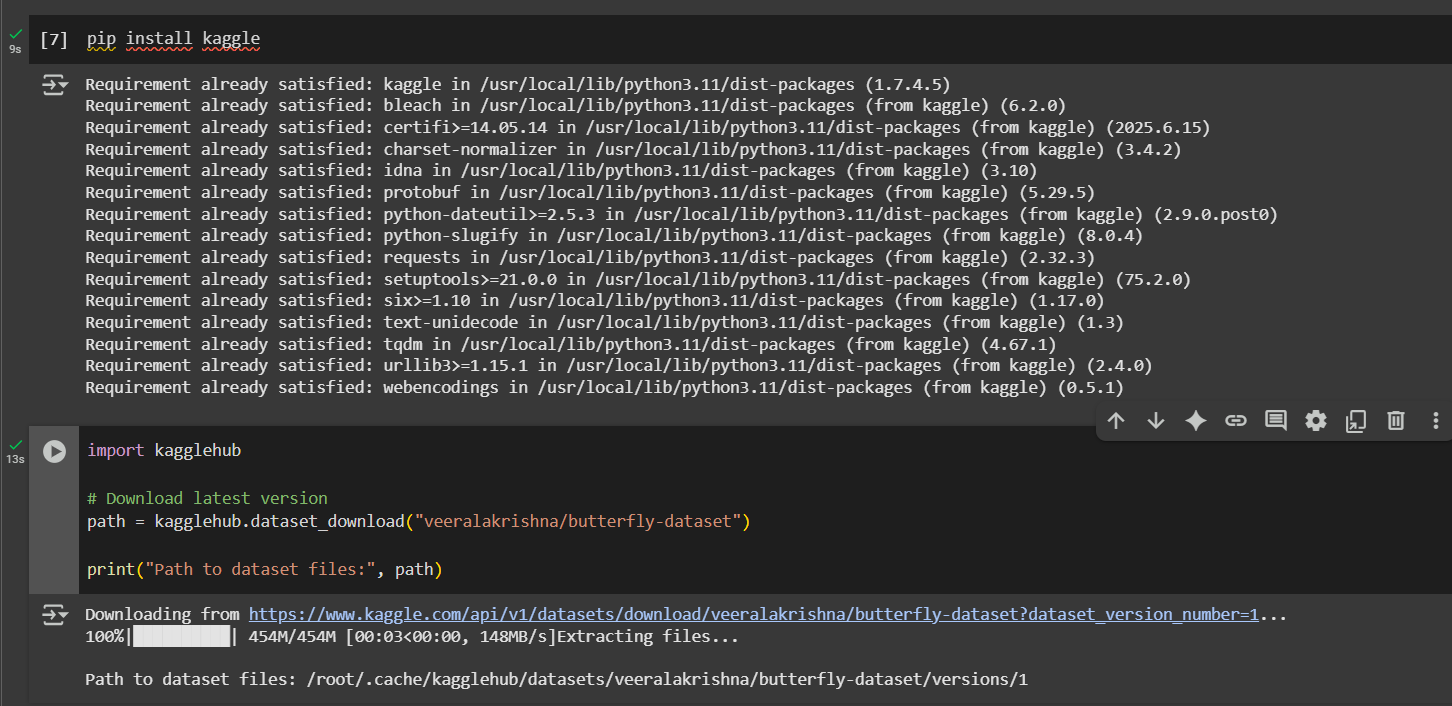 [7] pip install kaggle
9s
Requirement already satisfied: kaggle in /usr/local/lib/python3.11/dist-packages (1.7.4.5)
Requirement already satisfied: bleach in /usr/local/lib/python3.11/dist-packages (from kaggle) (6.2.0)
Requirement already satisfied: certifi>=14.05.14 in /usr/local/lib/python3.11/dist-packages (from kaggle) (2025.6.15)
Requirement already satisfied: charset-normalizer in /usr/local/lib/python3.11/dist-packages (from kaggle) (3.4.2)
Requirement already satisfied: idna in /usr/local/lib/python3.11/dist-packages (from kaggle) (3.10)
Requirement already satisfied: protobuf in /usr/local/lib/python3.11/dist-packages (from kaggle) (5.29.5)
Requirement already satisfied: python-dateutil>=2.5.3 in /usr/local/lib/python3.11/dist-packages (from kaggle) (2.9.0.post0)
Requirement already satisfied: python-slugify in /usr/local/lib/python3.11/dist-packages (from kaggle) (8.0.4)
Requirement already satisfied: requests in /usr/local/lib/python3.11/dist-packages (from kaggle) (2.32.3)
Requirement already satisfied: setuptools>=21.0.0 in /usr/local/lib/python3.11/dist-packages (from kaggle) (75.2.0)
Requirement already satisfied: six>=1.10 in /usr/local/lib/python3.11/dist-packages (from kaggle) (1.17.0)
Requirement already satisfied: text-unidecode in /usr/local/lib/python3.11/dist-packages (from kaggle) (1.3)
Requirement already satisfied: tqdm in /usr/local/lib/python3.11/dist-packages (from kaggle) (4.67.1)
Requirement already satisfied: urllib3>=1.15.1 in /usr/local/lib/python3.11/dist-packages (from kaggle) (2.4.0)
Requirement already satisfied: webencodings in /usr/local/lib/python3.11/dist-packages (from kaggle) (0.5.1)
import kagglehub
13s
# Download latest version
path = kagglehub.dataset_download("veeralakrishna/butterfly-dataset")
print("Path to dataset files:", path)
Downloading from https://www.kaggle.com/api/v1/datasets/download/veeralakrishna/butterfly-dataset?dataset_version_number=1...
100%|██████████| 454M/454M [00:03<00:00, 148MB/s]Extracting files...
Path to dataset files: /root/.cache/kagglehub/datasets/veeralakrishna/butterfly-dataset/versions/1